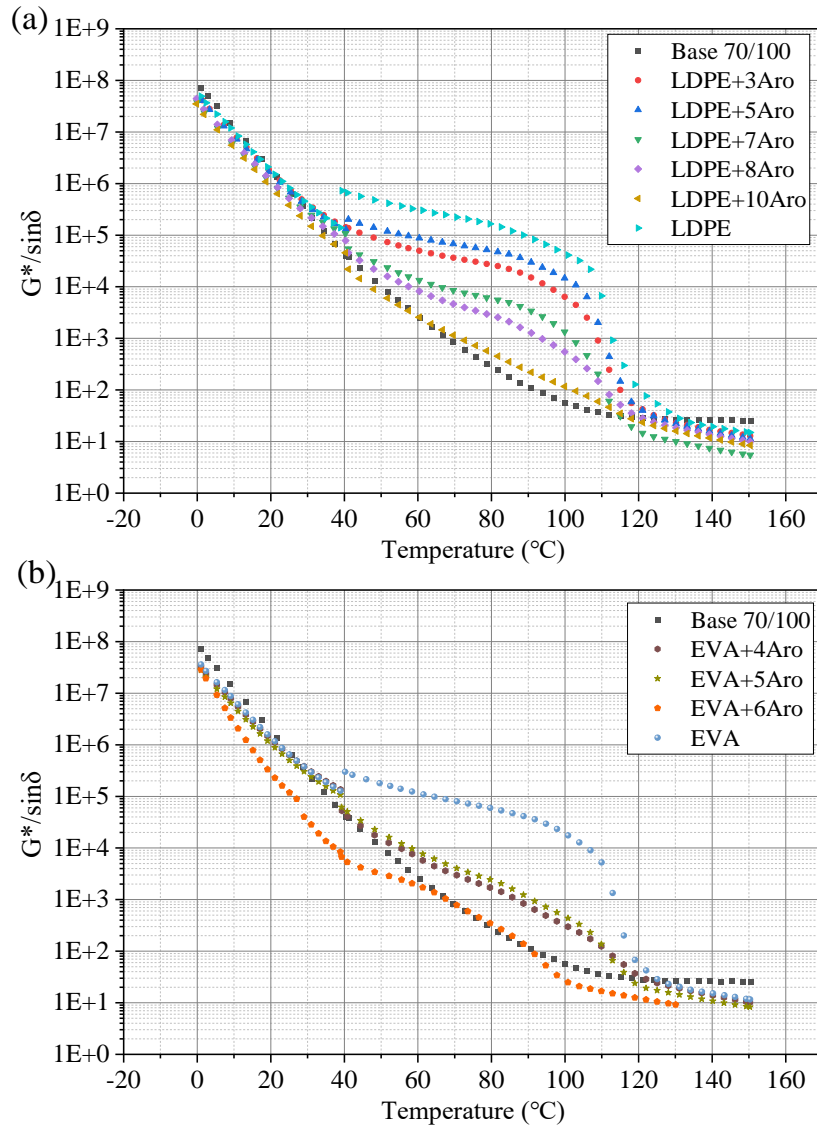 (a)
1E+9
1E+8
1E+7
1E+6
1E+5
1E+4
1E+3
1E+2
1E+1
1E+0
G*/sinδ
Base 70/100
LDPE+3Aro
LDPE+5Aro
LDPE+7Aro
LDPE+8Aro
LDPE+10Aro
LDPE
-20 0 20 40 60 80 100 120 140 160
Temperature (°C)
(b)
1E+9
1E+8
1E+7
1E+6
1E+5
1E+4
1E+3
1E+2
1E+1
1E+0
G*/sinδ
Base 70/100
EVA+4Aro
EVA+5Aro
EVA+6Aro
EVA
-20 0 20 40 60 80 100 120 140 160
Temperature (°C)